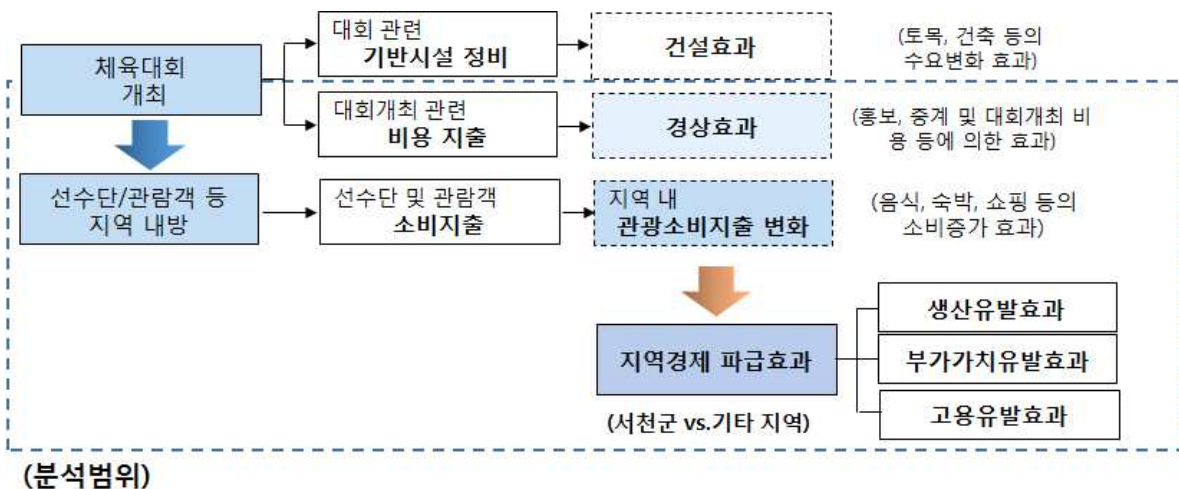 체육대회
개최
대회 관련
기반시설 정비
건설효과
(토목, 건축 등의
수요변화 효과)
대회개최 관련
비용 지출
경상효과
(홍보, 중계 및 대회개최 비
용 등에 의한 효과)
선수단/관람객 등
지역 내방
선수단 및 관람객
소비지출
지역 내
관광소비지출 변화
(음식, 숙박, 쇼핑 등의
소비증가 효과)
지역경제 파급효과
(서천군 vs.기타 지역)
생산유발효과
부가가치유발효과
고용유발효과
(분석범위)